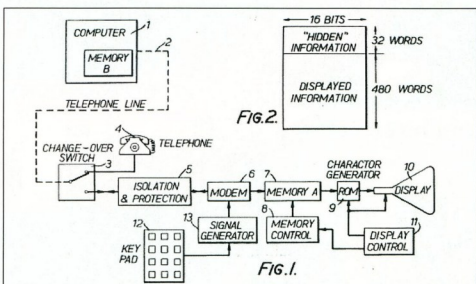 COMPUTER
1
MEMORY
B
2
TELEPHONE LINE
16 BITS
"HIDDEN"
INFORMATION
32 WORDS
DISPLAYED
INFORMATION
480
WORDS
FIG.2.
CHANGE-OVER
SWITCH
3
4
TELEPHONE
5
ISOLATION
& PROTECTION
6
MODEM
7
MEMORY A
CHARACTOR
GENERATOR
ROM
9
10
DISPLAY
12
KEY
PAD
13
SIGNAL
GENERATOR
8
MEMORY
CONTROL
DISPLAY
CONTROL
11
FIG.1.